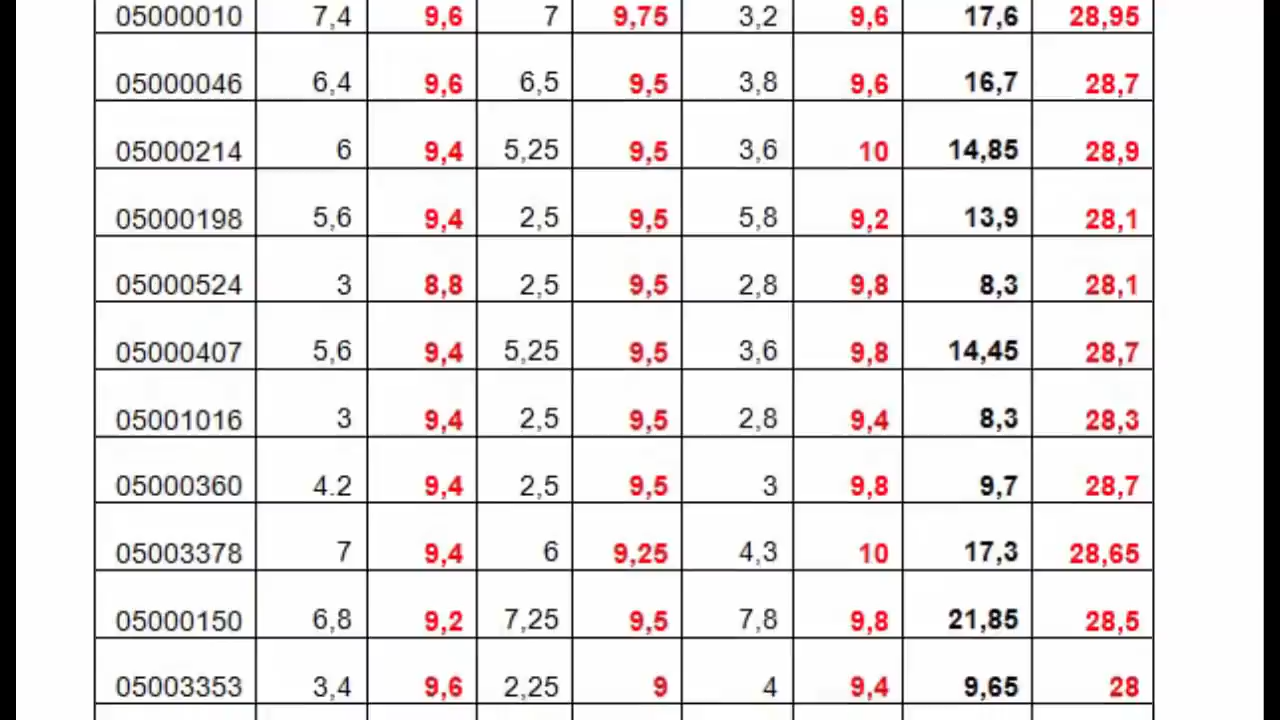 05000010 7,4 9,6 7 9,75 3,2 9,6 17,6 28,95
05000046 6,4 9,6 6,5 9,5 3,8 9,6 16,7 28,7
05000214 6 9,4 5,25 9,5 3,6 10 14,85 28,9
05000198 5,6 9,4 2,5 9,5 5,8 9,2 13,9 28,1
05000524 3 8,8 2,5 9,5 2,8 9,8 8,3 28,1
05000407 5,6 9,4 5,25 9,5 3,6 9,8 14,45 28,7
05001016 3 9,4 2,5 9,5 2,8 9,4 8,3 28,3
05000360 4.2 9,4 2,5 9,5 3 9,8 9,7 28,7
05003378 7 9,4 6 9,25 4,3 10 17,3 28,65
05000150 6,8 9,2 7,25 9,5 7,8 9,8 21,85 28,5
05003353 3,4 9,6 2,25 9 4 9,4 9,65 28